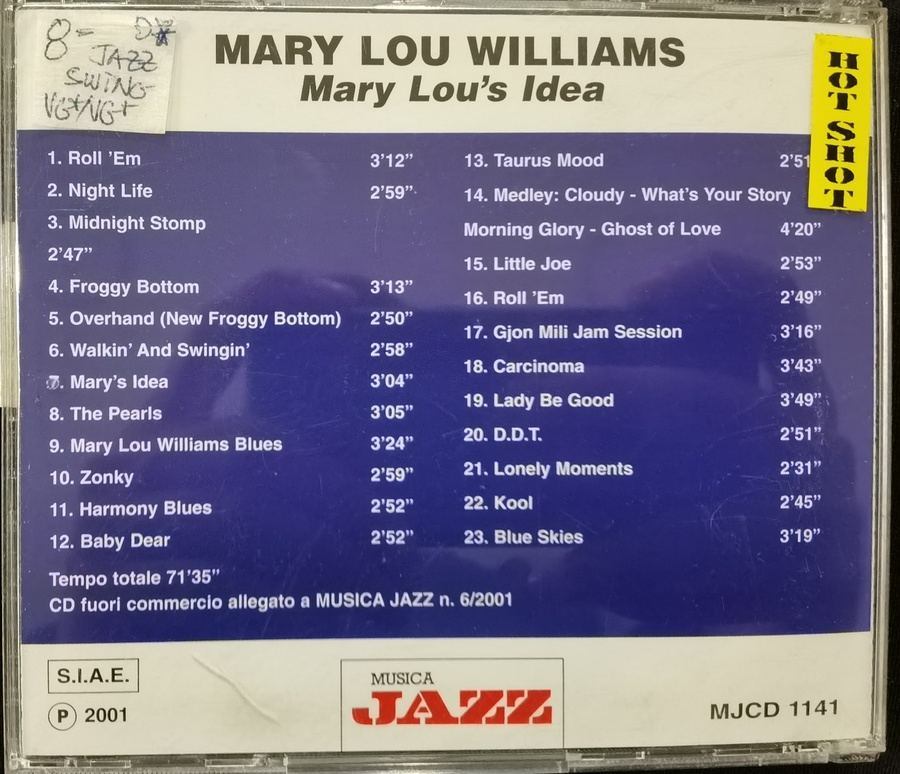 8- D*
JAZZ
SWING
VG+/VG+
MARY LOU WILLIAMS
Mary Lou's Idea
HOT SHOT
1. Roll 'Em 3'12"
2. Night Life 2'59"
3. Midnight Stomp
2'47"
4. Froggy Bottom 3'13"
5. Overhand (New Froggy Bottom) 2'50"
6. Walkin' And Swingin' 2'58"
7. Mary's Idea 3'04"
8. The Pearls 3'05"
9. Mary Lou Williams Blues 3'24"
10. Zonky 2'59"
11. Harmony Blues 2'52"
12. Baby Dear 2'52"
13. Taurus Mood 2'51
14. Medley: Cloudy - What's Your Story
Morning Glory - Ghost of Love 4'20"
15. Little Joe 2'53"
16. Roll 'Em 2'49"
17. Gjon Mili Jam Session 3'16"
18. Carcinoma 3'43"
19. Lady Be Good 3'49"
20. D.D.T. 2'51"
21. Lonely Moments 2'31"
22. Kool 2'45"
23. Blue Skies 3'19"
Tempo totale 71'35"
CD fuori commercio allegato a MUSICA JAZZ n. 6/2001
S.I.A.E.
P 2001
MUSICA
JAZZ
MJCD 1141